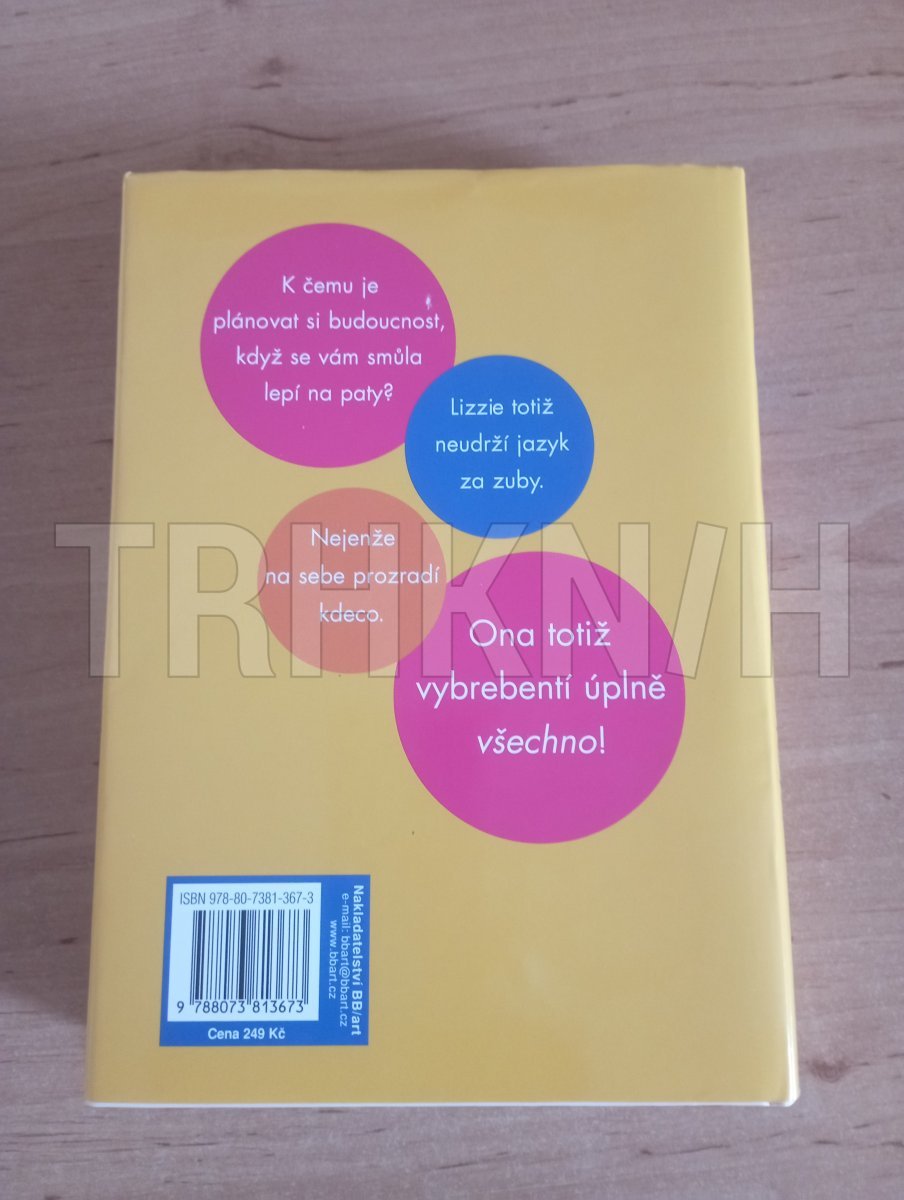 K čemu je
plánovat si budoucnost,
když se vám smůla
lepí na paty?
Lizzie totiž
neudrží jazyk
za zuby.
Nejenže
na sebe prozradí
kdeco.
Ona totiž
vybrebentí úplně
všechno!
TRHKNIH
ISBN 978-80-7381-367-3
9 788073 813673
Cena 249 Kč
Nakladatelství BB/art
e-mail: bbart@bbart.cz
www.bbart.cz